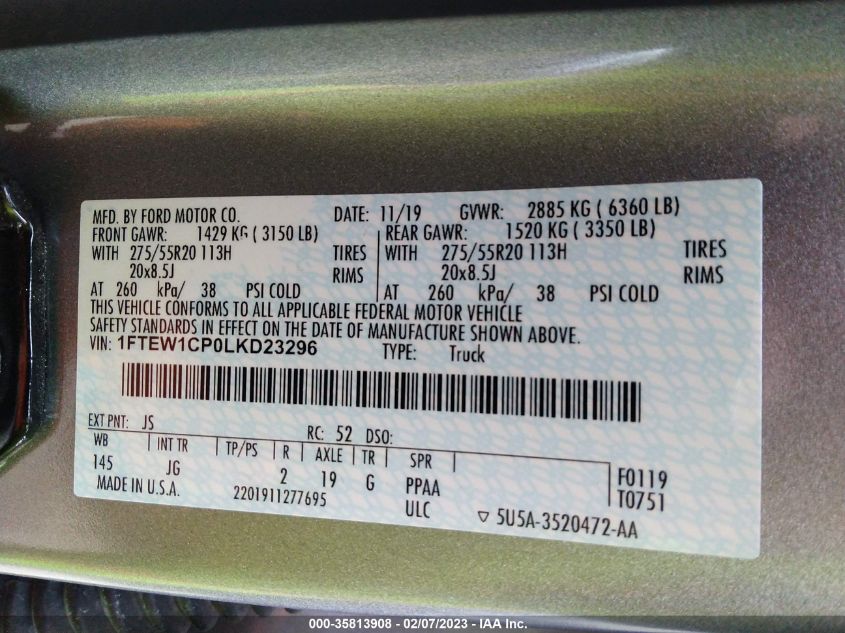 MFD. BY FORD MOTOR CO. DATE: 11/19 GVWR: 2885 KG ( 6360 LB)
FRONT GAWR: 1429 KG ( 3150 LB) REAR GAWR: 1520 KG ( 3350 LB)
WITH 275/55R20 113H TIRES WITH 275/55R20 113H TIRES
20x8.5J RIMS 20x8.5J RIMS
AT 260 kPa/ 38 PSI COLD AT 260 kPa/ 38 PSI COLD
THIS VEHICLE CONFORMS TO ALL APPLICABLE FEDERAL MOTOR VEHICLE
SAFETY STANDARDS IN EFFECT ON THE DATE OF MANUFACTURE SHOWN ABOVE.
VIN: 1FTEW1CP0LKD23296 TYPE: Truck
EXT PNT: JS RC: 52 DSO:
WB INT TR TP/PS R AXLE TR SPR
145 JG 2 19 G PPAA F0119
MADE IN U.S.A. 2201911277695 ULC T0751
▽ 5U5A-3520472-AA
000-35813908 - 02/07/2023 - IAA Inc.